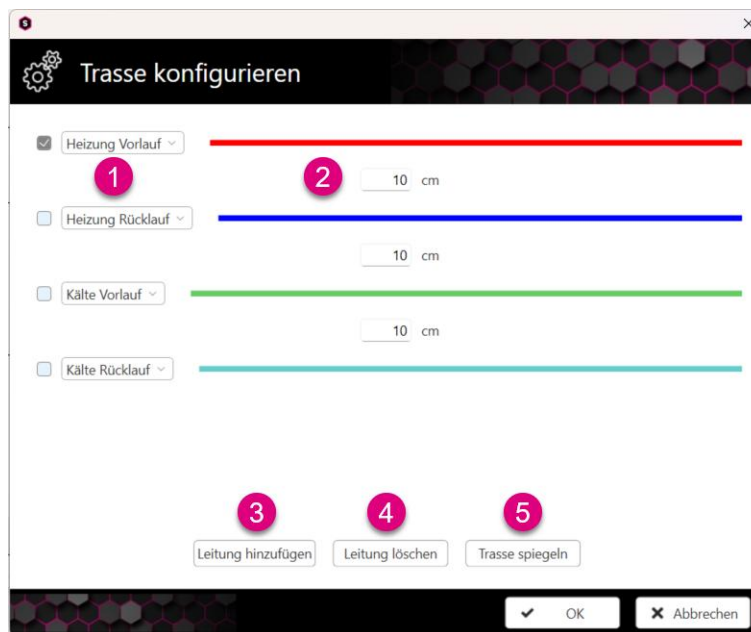 Trasse konfigurieren
Heizung Vorlauf
1
2
10 cm
Heizung Rücklauf
10 cm
Kälte Vorlauf
10 cm
Kälte Rücklauf
3
4
5
Leitung hinzufügen
Leitung löschen
Trasse spiegeln
OK
Abbrechen